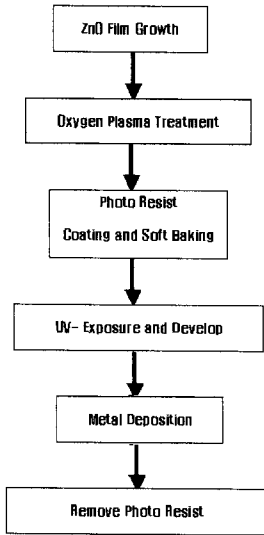 ZnO Film Growth
Oxygen Plasma Treatment
Photo Resist
Coating and Soft Baking
UV- Exposure and Develop
Metal Deposition
Remove Photo Resist